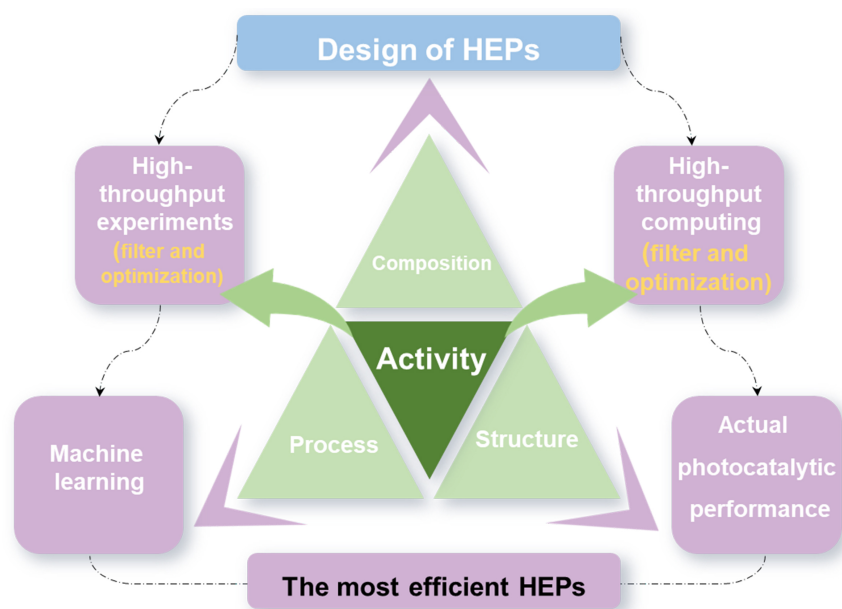 Design of HEPs
High-
throughput
experiments
(filter and
optimization)
High-
throughput
computing
(filter and
optimization)
Composition
Activity
Process
Structure
Machine
learning
Actual
photocatalytic
performance
The most efficient HEPs